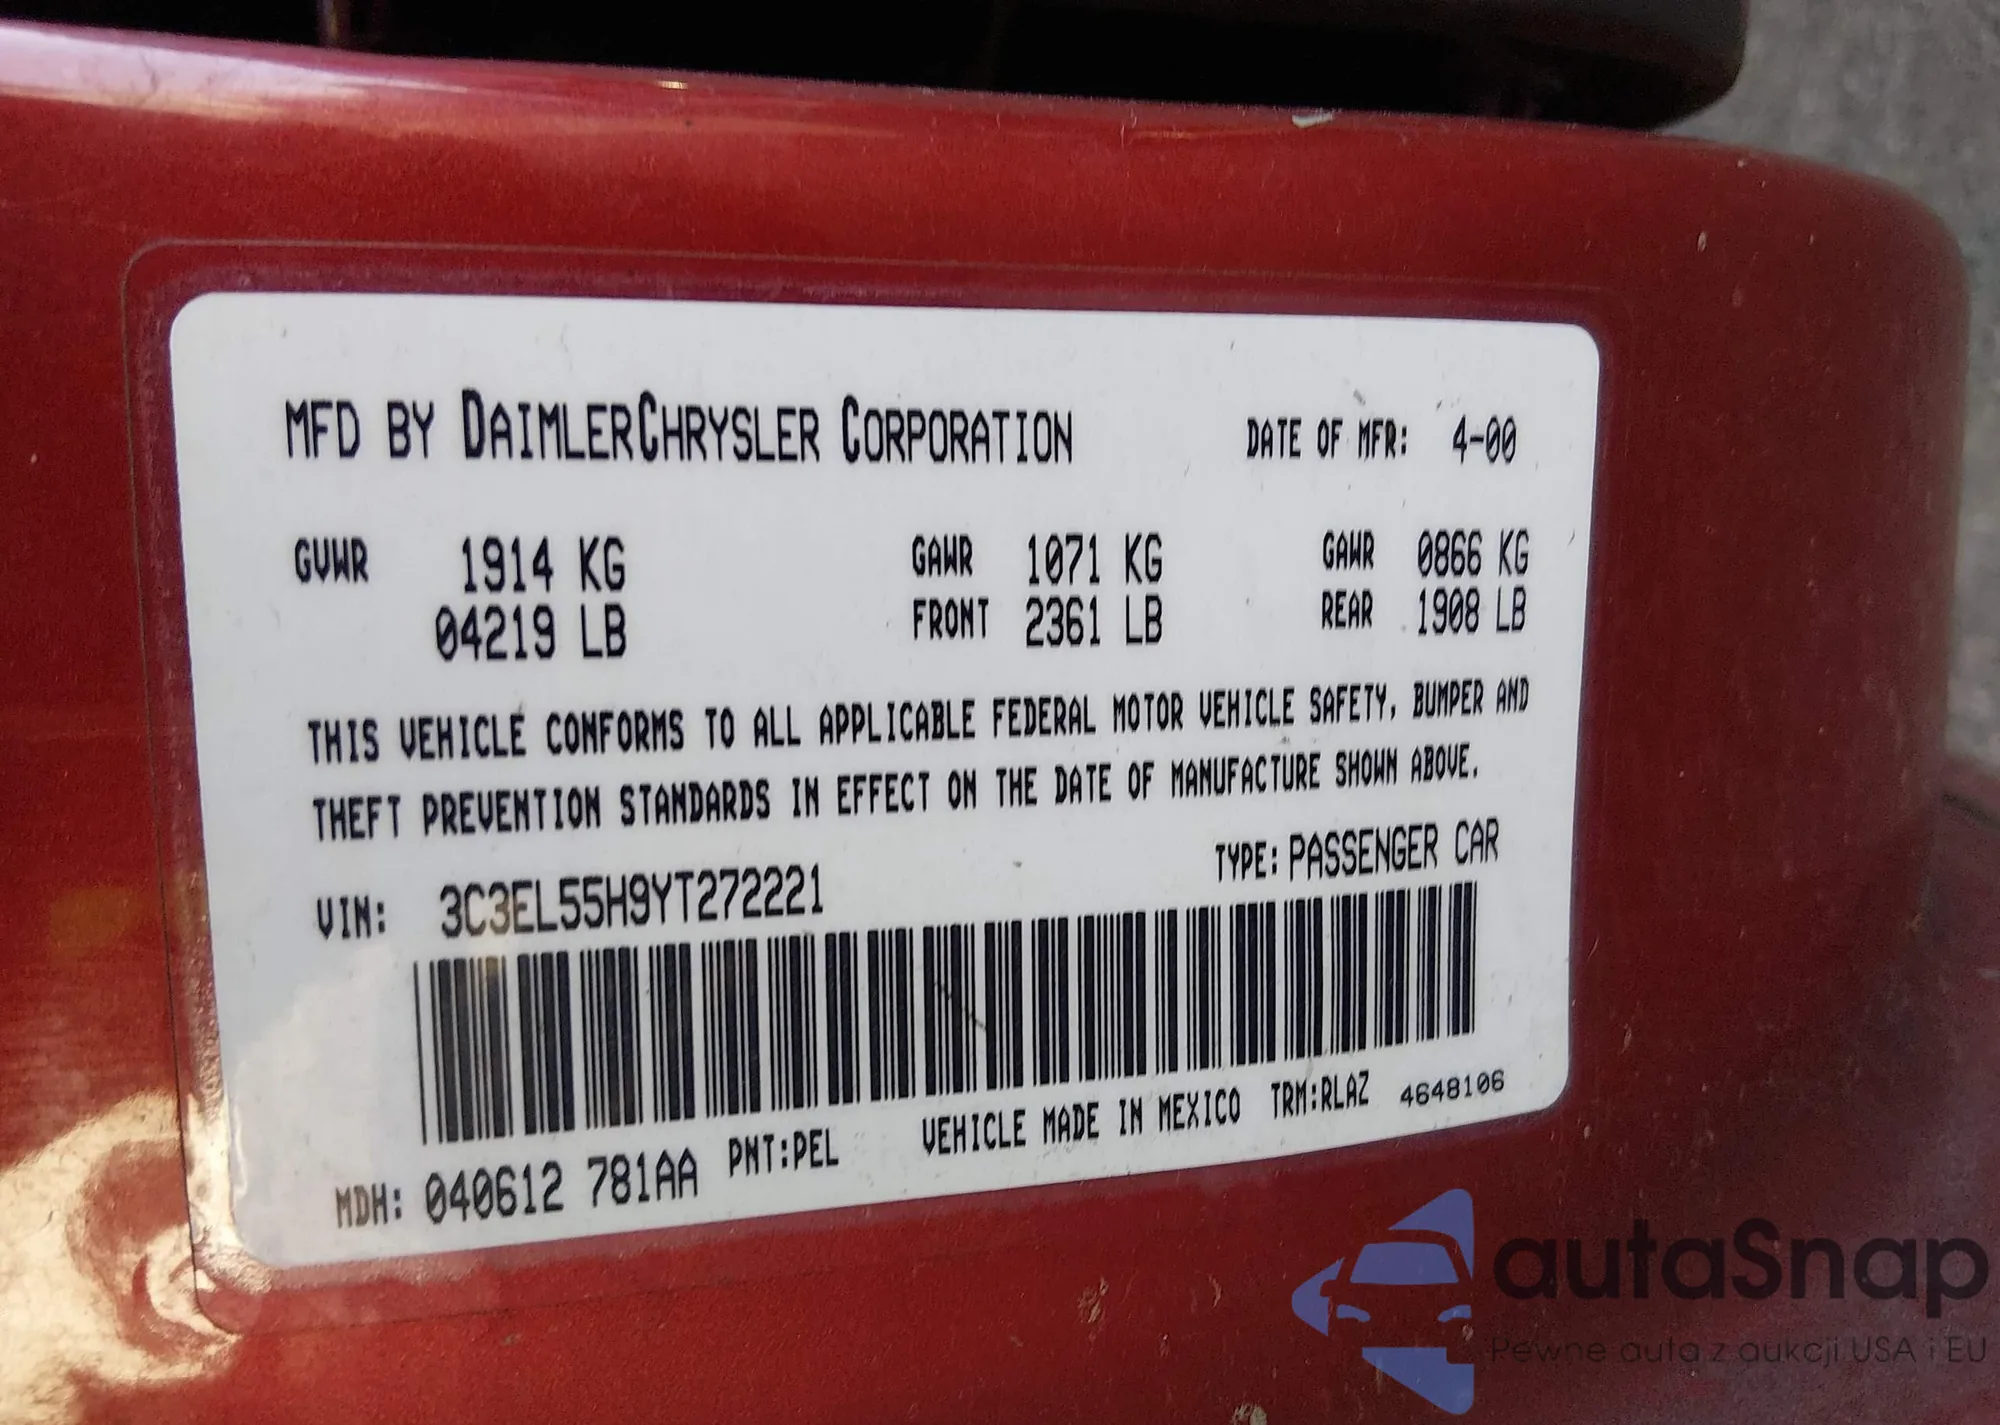 MFD BY DAIMLERCHRYSLER CORPORATION DATE OF MFR: 4-00
GVWR 1914 KG GAWR 1071 KG GAWR 0866 KG
04219 LB FRONT 2361 LB REAR 1908 LB
THIS VEHICLE CONFORMS TO ALL APPLICABLE FEDERAL MOTOR VEHICLE SAFETY, BUMPER AND
THEFT PREVENTION STANDARDS IN EFFECT ON THE DATE OF MANUFACTURE SHOWN ABOVE.
VIN: 3C3EL55H9YT272221 TYPE: PASSENGER CAR
MDH: 040612 781AA PNT:PEL VEHICLE MADE IN MEXICO TRM:RLAZ 4648106
autaSnap
Pewne auta z aukcji USA i EU